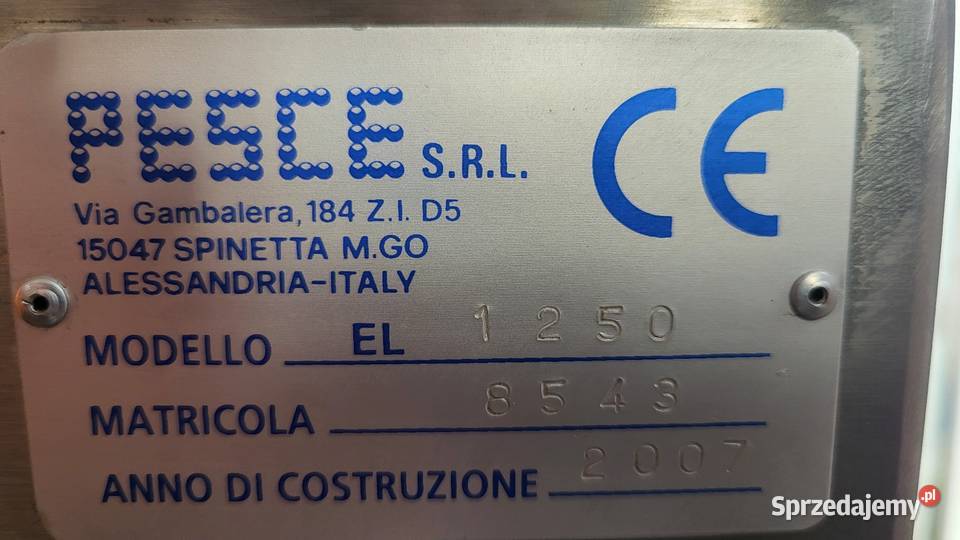 PESCE S.R.L.
CE
Via Gambalera, 184 Z.I. D5
15047 SPINETTA M.GO
ALESSANDRIA-ITALY
MODELLO EL 1250
MATRICOLA 8543
ANNO DI COSTRUZIONE 2007
Sprzedajemy.pl